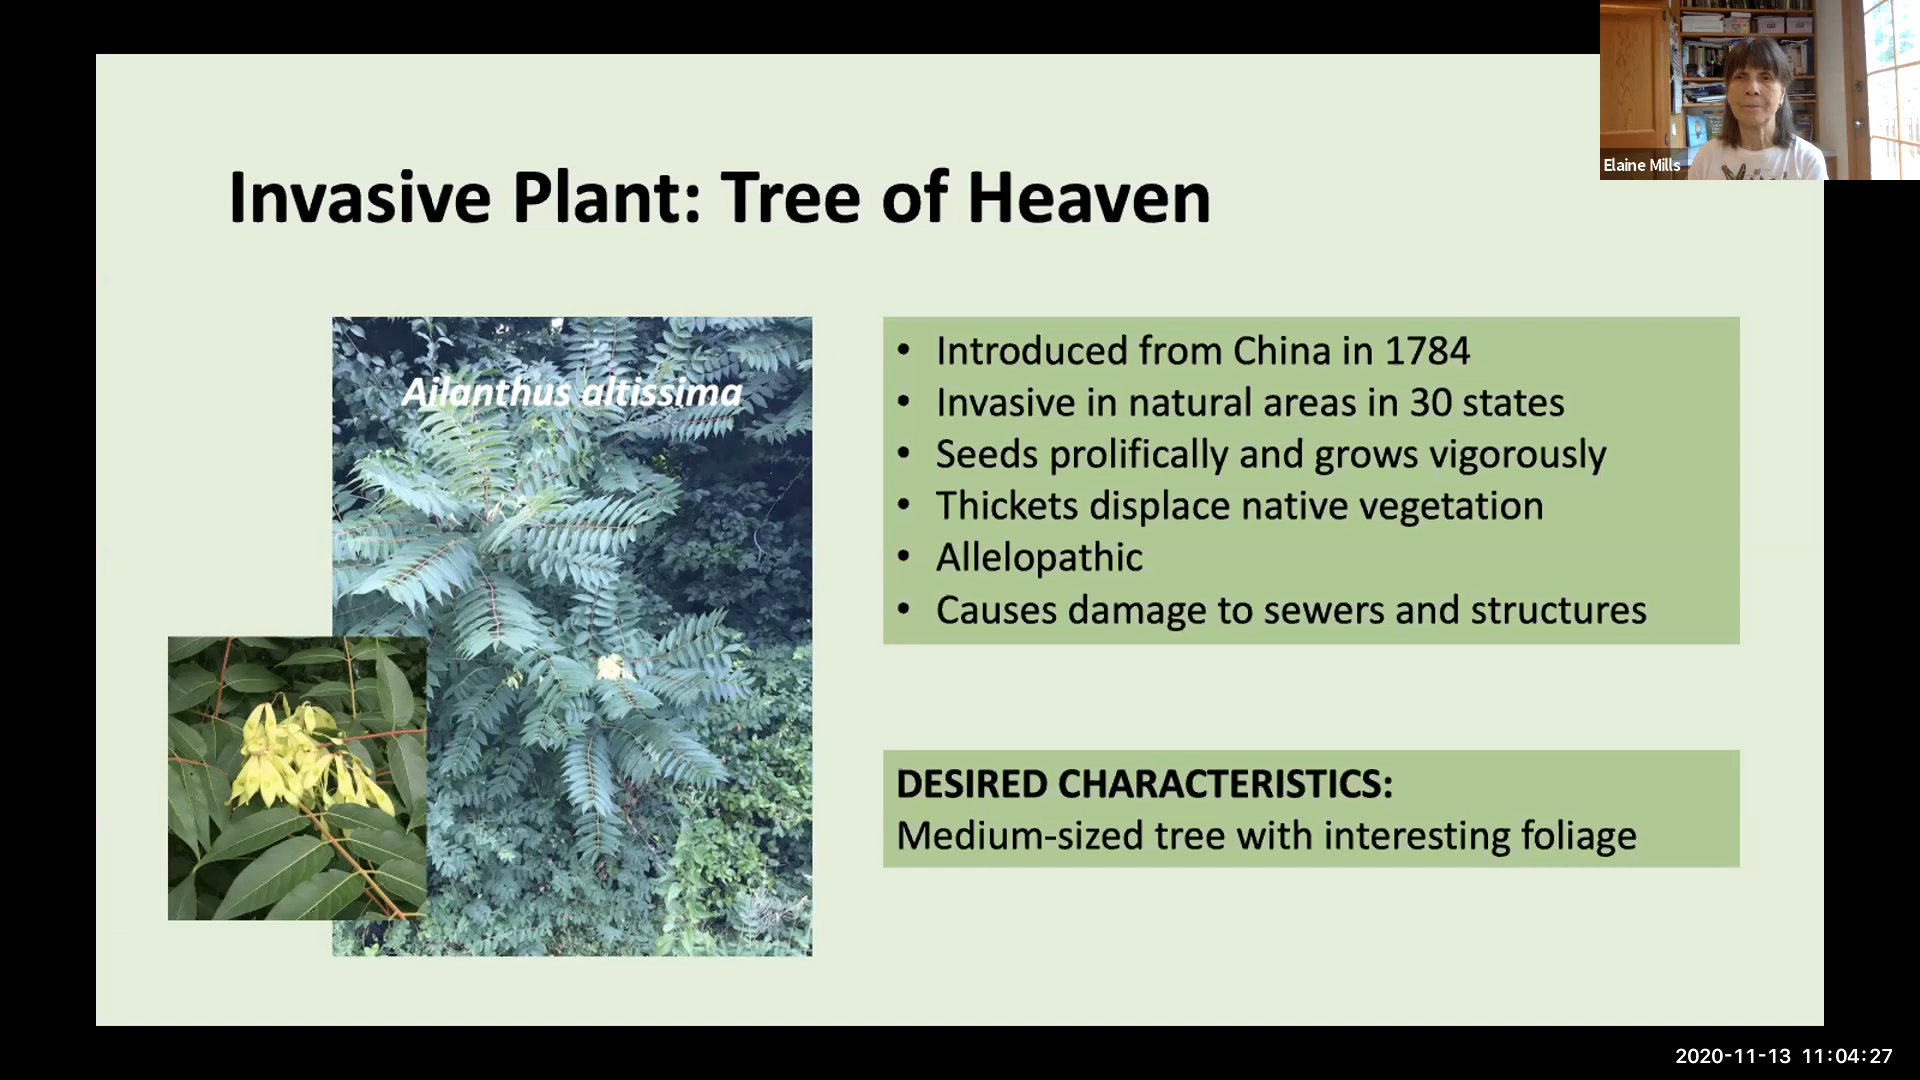 Elaine Mills
Invasive Plant: Tree of Heaven
Ailanthus altissima
• Introduced from China in 1784
• Invasive in natural areas in 30 states
• Seeds prolifically and grows vigorously
• Thickets displace native vegetation
• Allelopathic
• Causes damage to sewers and structures
DESIRED CHARACTERISTICS:
Medium-sized tree with interesting foliage
2020-11-13 11:04:27